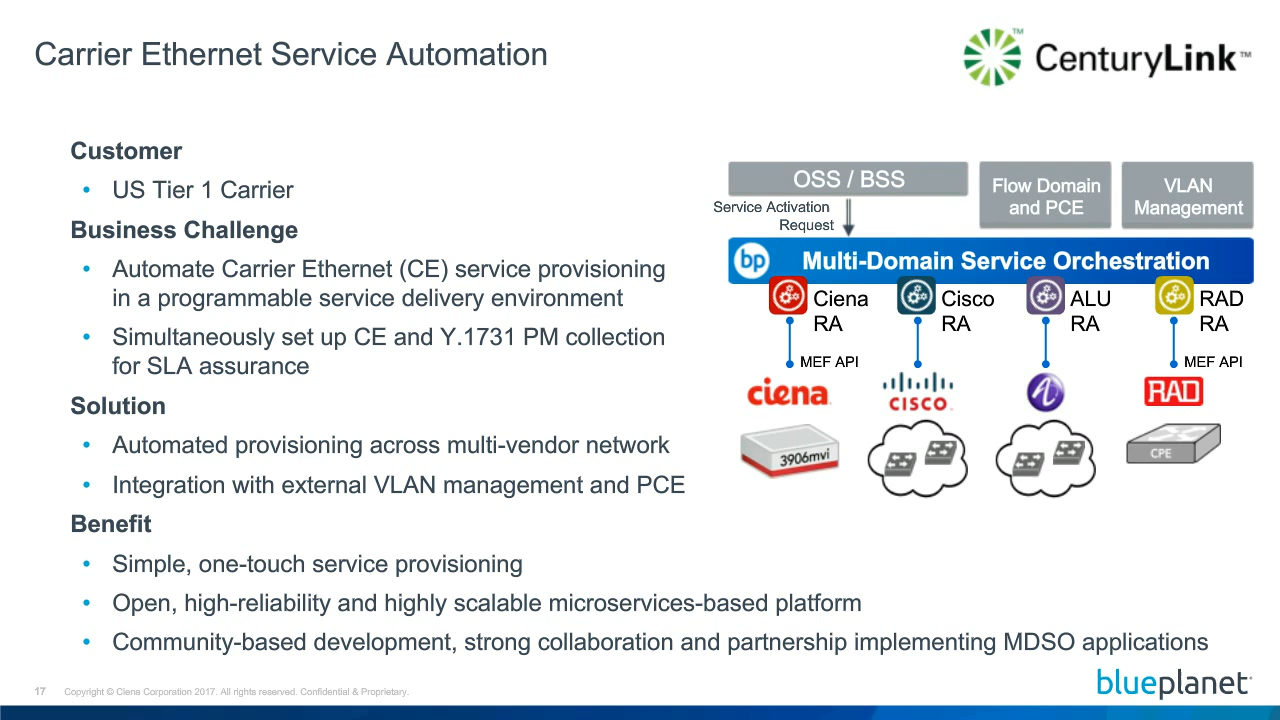 Carrier Ethernet Service Automation
CenturyLink™
Customer
• US Tier 1 Carrier
Business Challenge
• Automate Carrier Ethernet (CE) service provisioning
in a programmable service delivery environment
• Simultaneously set up CE and Y.1731 PM collection
for SLA assurance
Solution
• Automated provisioning across multi-vendor network
• Integration with external VLAN management and PCE
Benefit
• Simple, one-touch service provisioning
• Open, high-reliability and highly scalable microservices-based platform
• Community-based development, strong collaboration and partnership implementing MDSO applications
OSS / BSS
Flow Domain
and PCE
VLAN
Management
Service Activation
Request
bp Multi-Domain Service Orchestration
Ciena
RA
Cisco
RA
ALU
RA
RAD
RA
MEF API
MEF API
ciena
CISCO
RAD
3906mvi
CPE
17 Copyright © Ciena Corporation 2017. All rights reserved. Confidential & Proprietary.
blueplanet